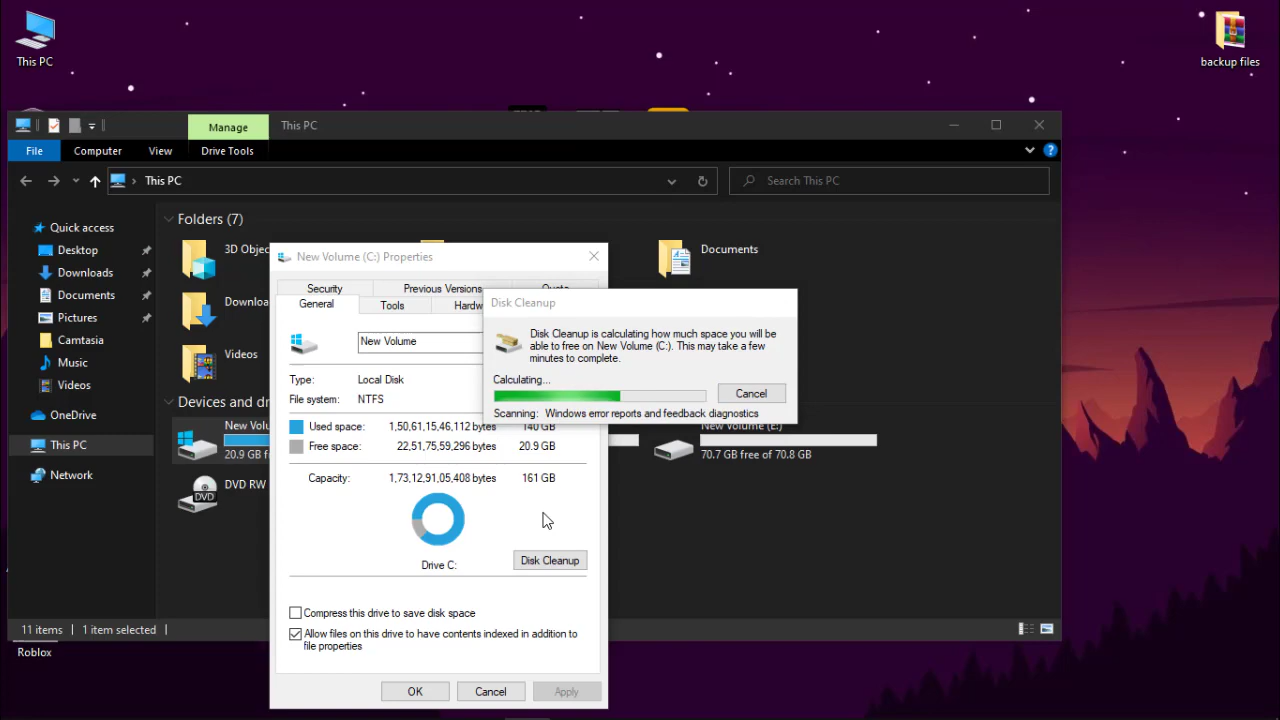 This PC
backup files
Manage
This PC
File
Computer
View
Drive Tools
This PC
Search This PC
Quick access
Desktop
Downloads
Documents
Pictures
Camtasia
Music
Videos
OneDrive
This PC
Network
Folders (7)
3D Objec
Documents
Downloa
Videos
Devices and dr
New Volu
20.9 GB f
DVD RW
New Volume (E:)
70.7 GB free of 70.8 GB
New Volume (C:) Properties
Security
Previous Versions
Quota
General
Tools
Hardw
New Volume
Type: Local Disk
File system: NTFS
Used space: 1,50,61,15,46,112 bytes 140 GB
Free space: 22,51,75,59,296 bytes 20.9 GB
Capacity: 1,73,12,91,05,408 bytes 161 GB
Drive C:
Disk Cleanup
Compress this drive to save disk space
Allow files on this drive to have contents indexed in addition to
file properties
OK
Cancel
Apply
Disk Cleanup
Disk Cleanup is calculating how much space you will be
able to free on New Volume (C:). This may take a few
minutes to complete.
Calculating...
Cancel
Scanning: Windows error reports and feedback diagnostics
DVD
11 items
1 item selected
Roblox